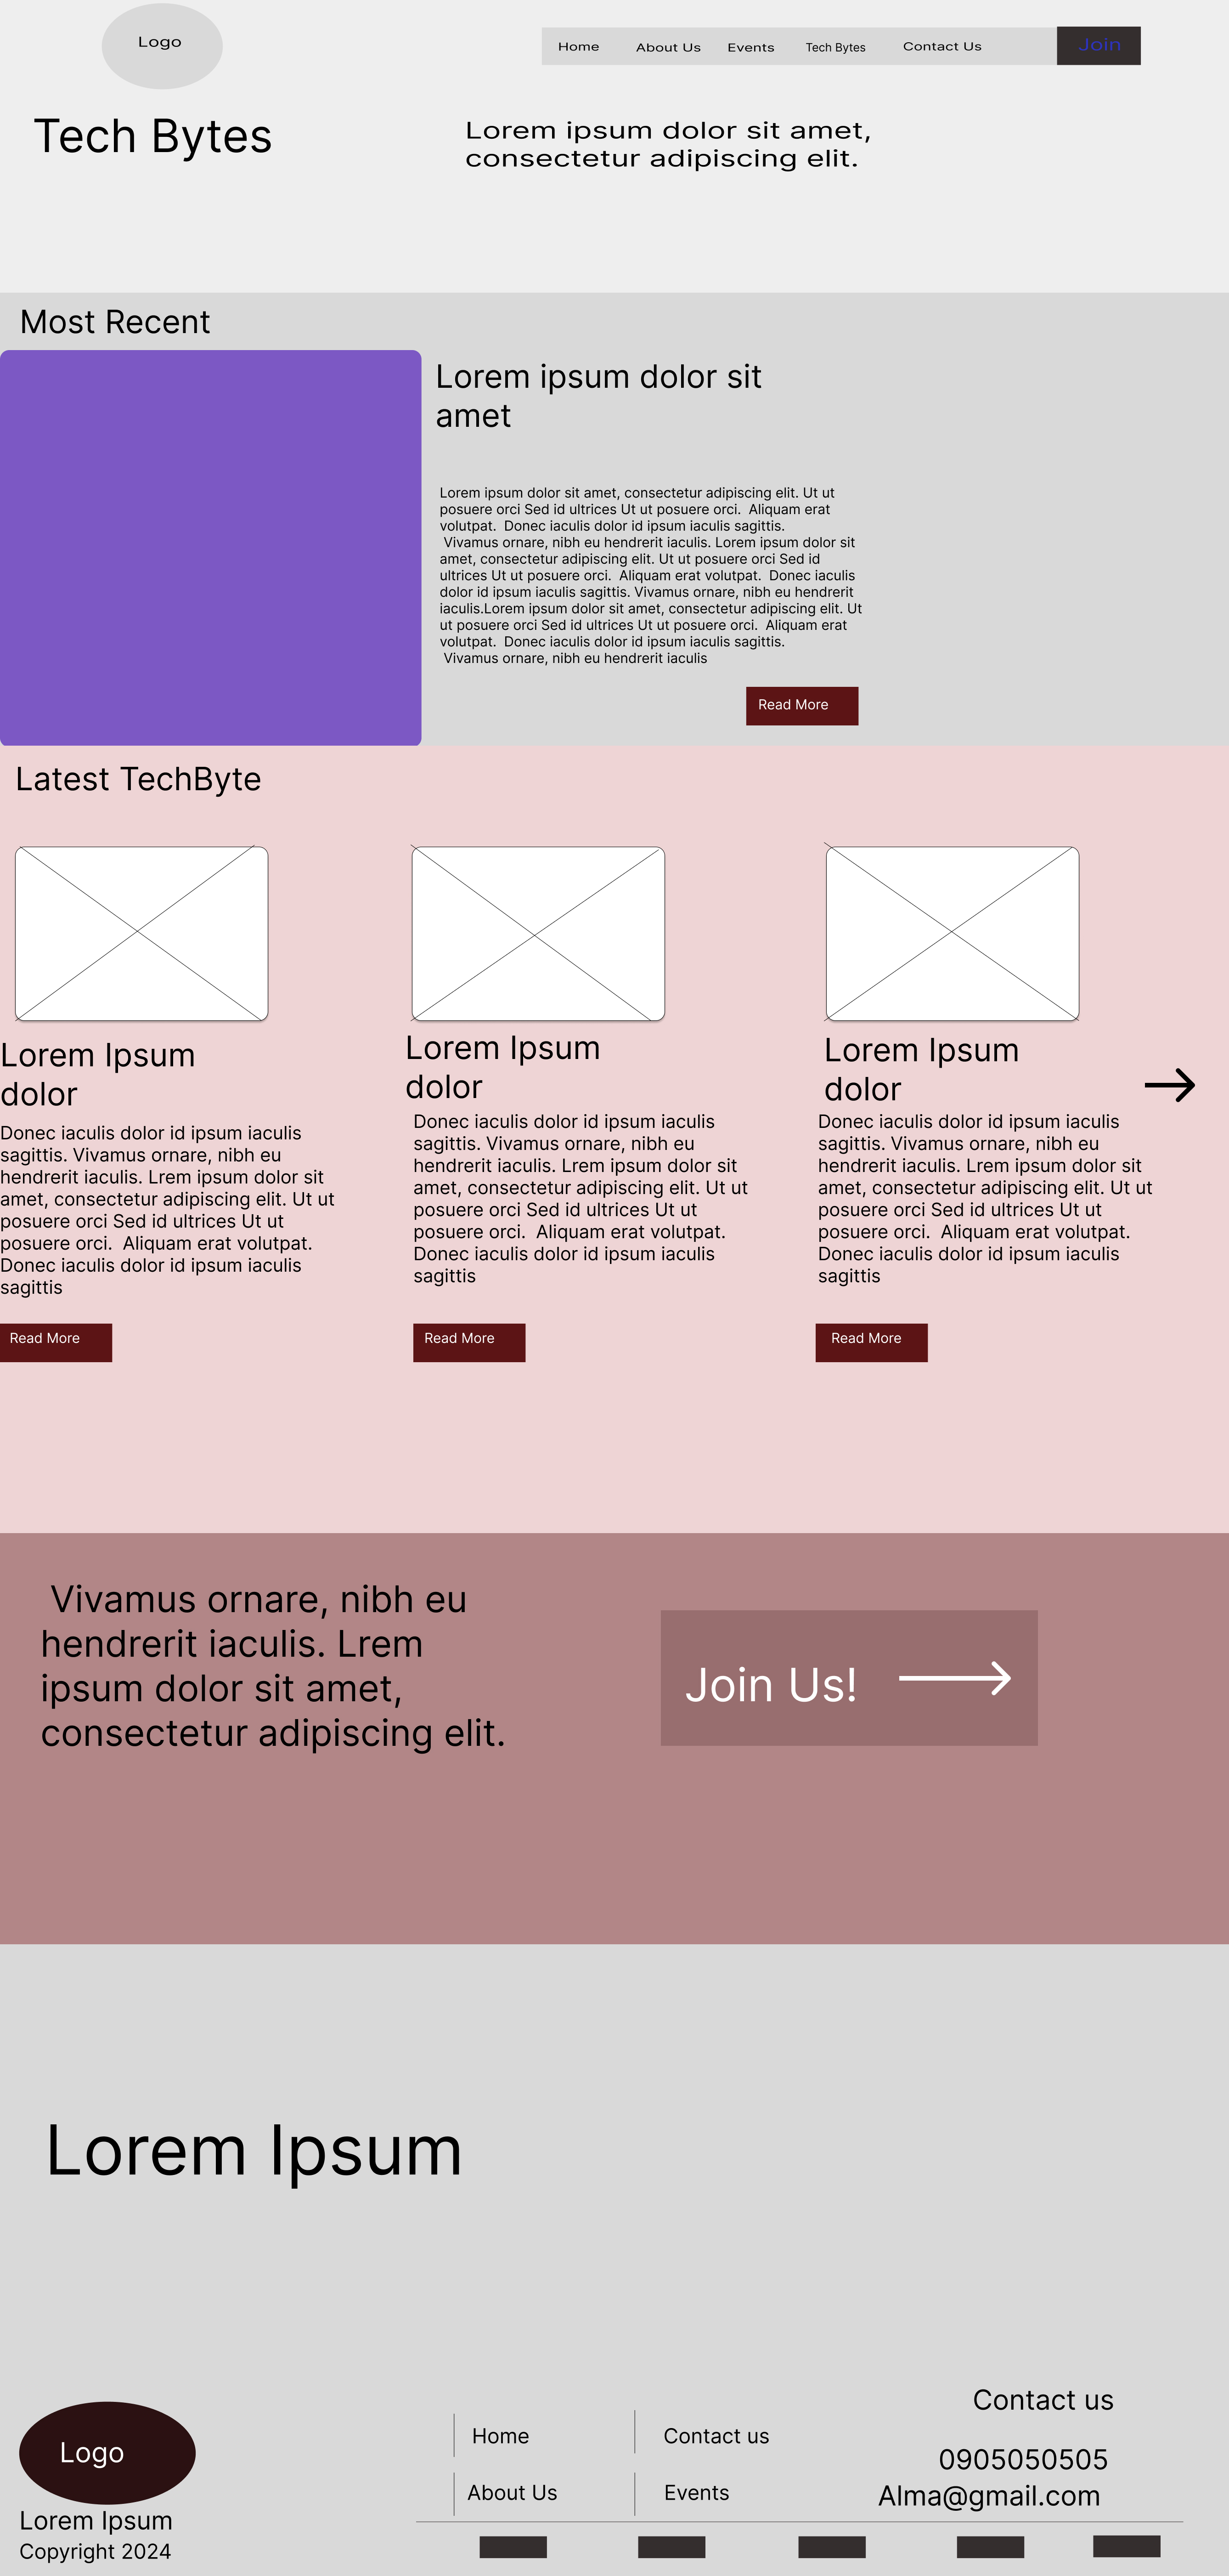 Logo
Home
About Us
Events
Tech Bytes
Contact Us
Join
Tech Bytes
Lorem ipsum dolor sit amet,
consectetur adipiscing elit.
Most Recent
Lorem ipsum dolor sit
amet
Lorem ipsum dolor sit amet, consectetur adipiscing elit. Ut ut
posuere orci Sed id ultrices Ut ut posuere orci.  Aliquam erat
volutpat.  Donec iaculis dolor id ipsum iaculis sagittis.
Vivamus ornare, nibh eu hendrerit iaculis. Lorem ipsum dolor sit
amet, consectetur adipiscing elit. Ut ut posuere orci Sed id
ultrices Ut ut posuere orci.  Aliquam erat volutpat.  Donec iaculis
dolor id ipsum iaculis sagittis. Vivamus ornare, nibh eu hendrerit
iaculis.Lorem ipsum dolor sit amet, consectetur adipiscing elit. Ut
ut posuere orci Sed id ultrices Ut ut posuere orci.  Aliquam erat
volutpat.  Donec iaculis dolor id ipsum iaculis sagittis.
Vivamus ornare, nibh eu hendrerit iaculis
Read More
Latest TechByte
Lorem Ipsum
dolor
Donec iaculis dolor id ipsum iaculis
sagittis. Vivamus ornare, nibh eu
hendrerit iaculis. Lrem ipsum dolor sit
amet, consectetur adipiscing elit. Ut ut
posuere orci Sed id ultrices Ut ut
posuere orci.  Aliquam erat volutpat.
Donec iaculis dolor id ipsum iaculis
sagittis
Read More
Lorem Ipsum
dolor
Donec iaculis dolor id ipsum iaculis
sagittis. Vivamus ornare, nibh eu
hendrerit iaculis. Lrem ipsum dolor sit
amet, consectetur adipiscing elit. Ut ut
posuere orci Sed id ultrices Ut ut
posuere orci.  Aliquam erat volutpat.
Donec iaculis dolor id ipsum iaculis
sagittis
Read More
Lorem Ipsum
dolor
Donec iaculis dolor id ipsum iaculis
sagittis. Vivamus ornare, nibh eu
hendrerit iaculis. Lrem ipsum dolor sit
amet, consectetur adipiscing elit. Ut ut
posuere orci Sed id ultrices Ut ut
posuere orci.  Aliquam erat volutpat.
Donec iaculis dolor id ipsum iaculis
sagittis
Read More
Vivamus ornare, nibh eu
hendrerit iaculis. Lrem
ipsum dolor sit amet,
consectetur adipiscing elit.
Join Us!
Lorem Ipsum
Logo
Lorem Ipsum
Copyright 2024
Home
About Us
Contact us
Events
Contact us
0905050505
Alma@gmail.com